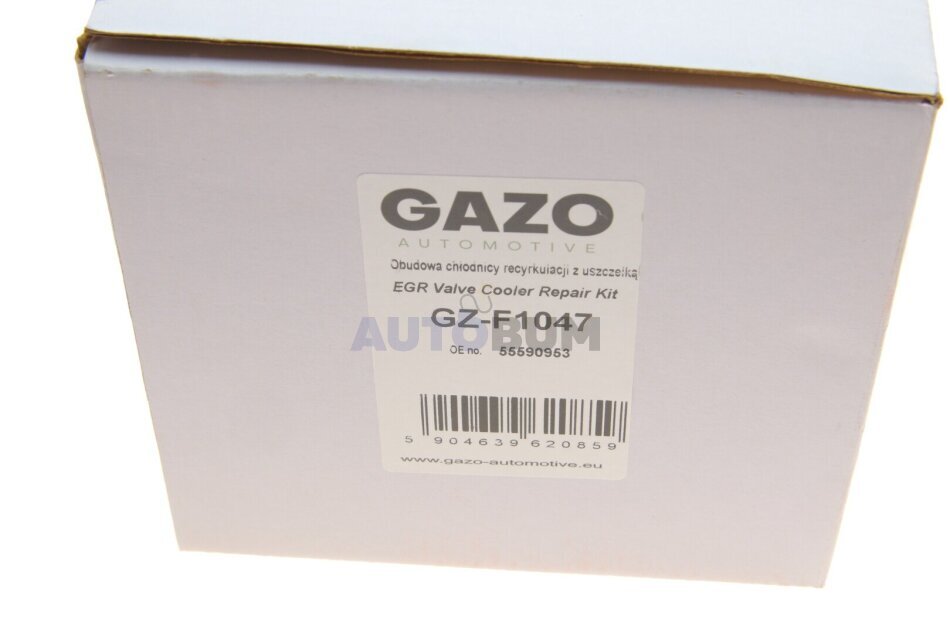 GAZO
AUTOMOTIVE
Obudowa chłodnicy recyrkulacji z uszczelką
EGR Valve Cooler Repair Kit
GZ-F1047
AUTOBUM
OE no. 55590953
5 904639 620859
www.gazo-automotive.eu